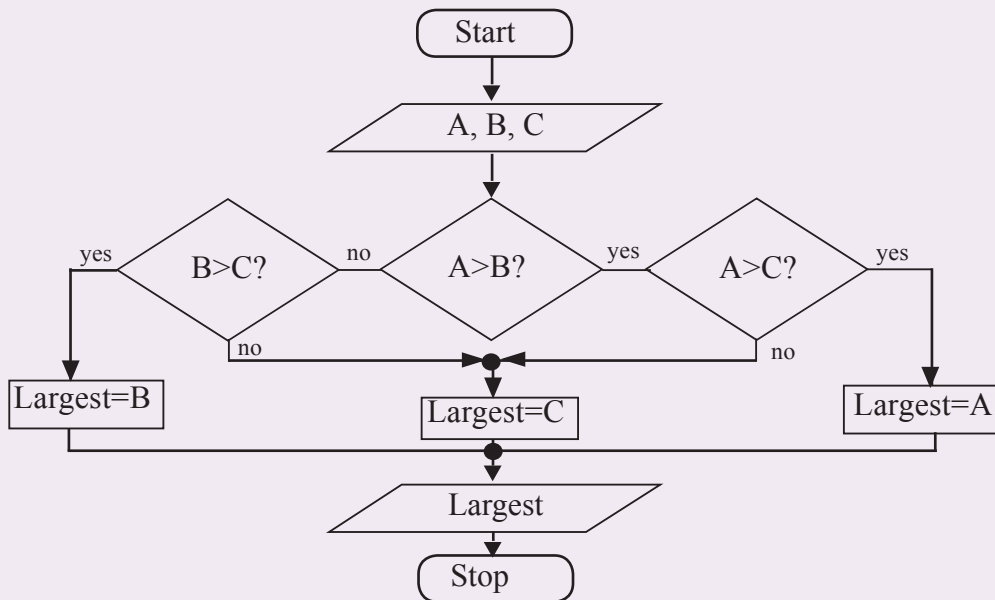 Start
A, B, C
yes
B>C?
no
A>B?
yes
A>C?
yes
no
no
Largest=B
Largest=C
Largest=A
Largest
Stop